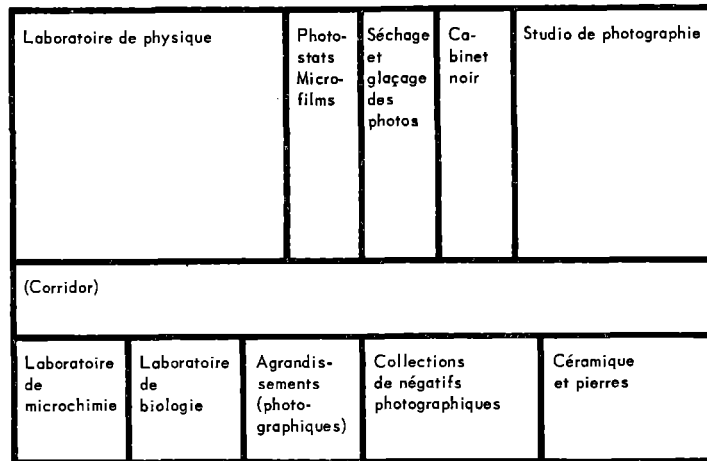 Laboratoire de physique
Photo-
stats
Micro-
films
Séchage
et
glaçage
des
photos
Ca-
binet
noir
Studio de photographie
(Corridor)
Laboratoire
de
microchimie
Laboratoire
de
biologie
Agrandis-
sements
(photo-
graphiques)
Collections
de négatifs
photographiques
Céramique
et pierres